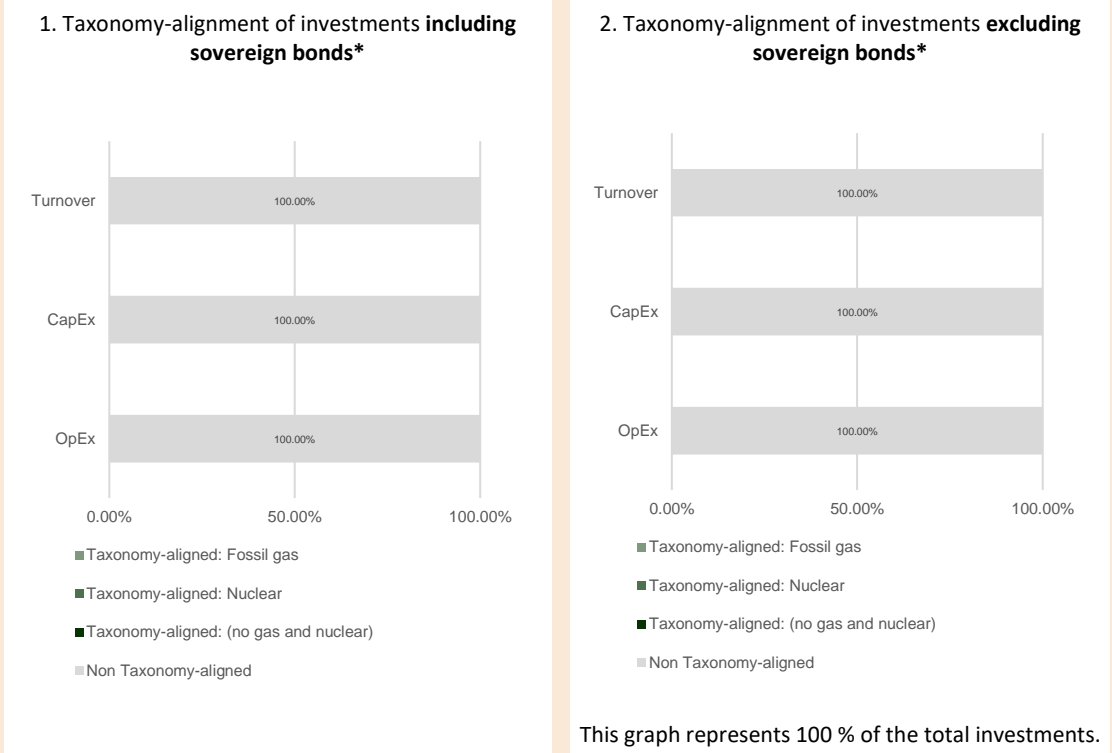 1. Taxonomy-alignment of investments including
sovereign bonds*
Turnover
100.00%
CapEx
100.00%
OpEx
100.00%
0.00% 50.00% 100.00%
Taxonomy-aligned: Fossil gas
Taxonomy-aligned: Nuclear
Taxonomy-aligned: (no gas and nuclear)
Non Taxonomy-aligned
2. Taxonomy-alignment of investments excluding
sovereign bonds*
Turnover
100.00%
CapEx
100.00%
OpEx
100.00%
0.00% 50.00% 100.00%
Taxonomy-aligned: Fossil gas
Taxonomy-aligned: Nuclear
Taxonomy-aligned: (no gas and nuclear)
Non Taxonomy-aligned
This graph represents 100 % of the total investments.